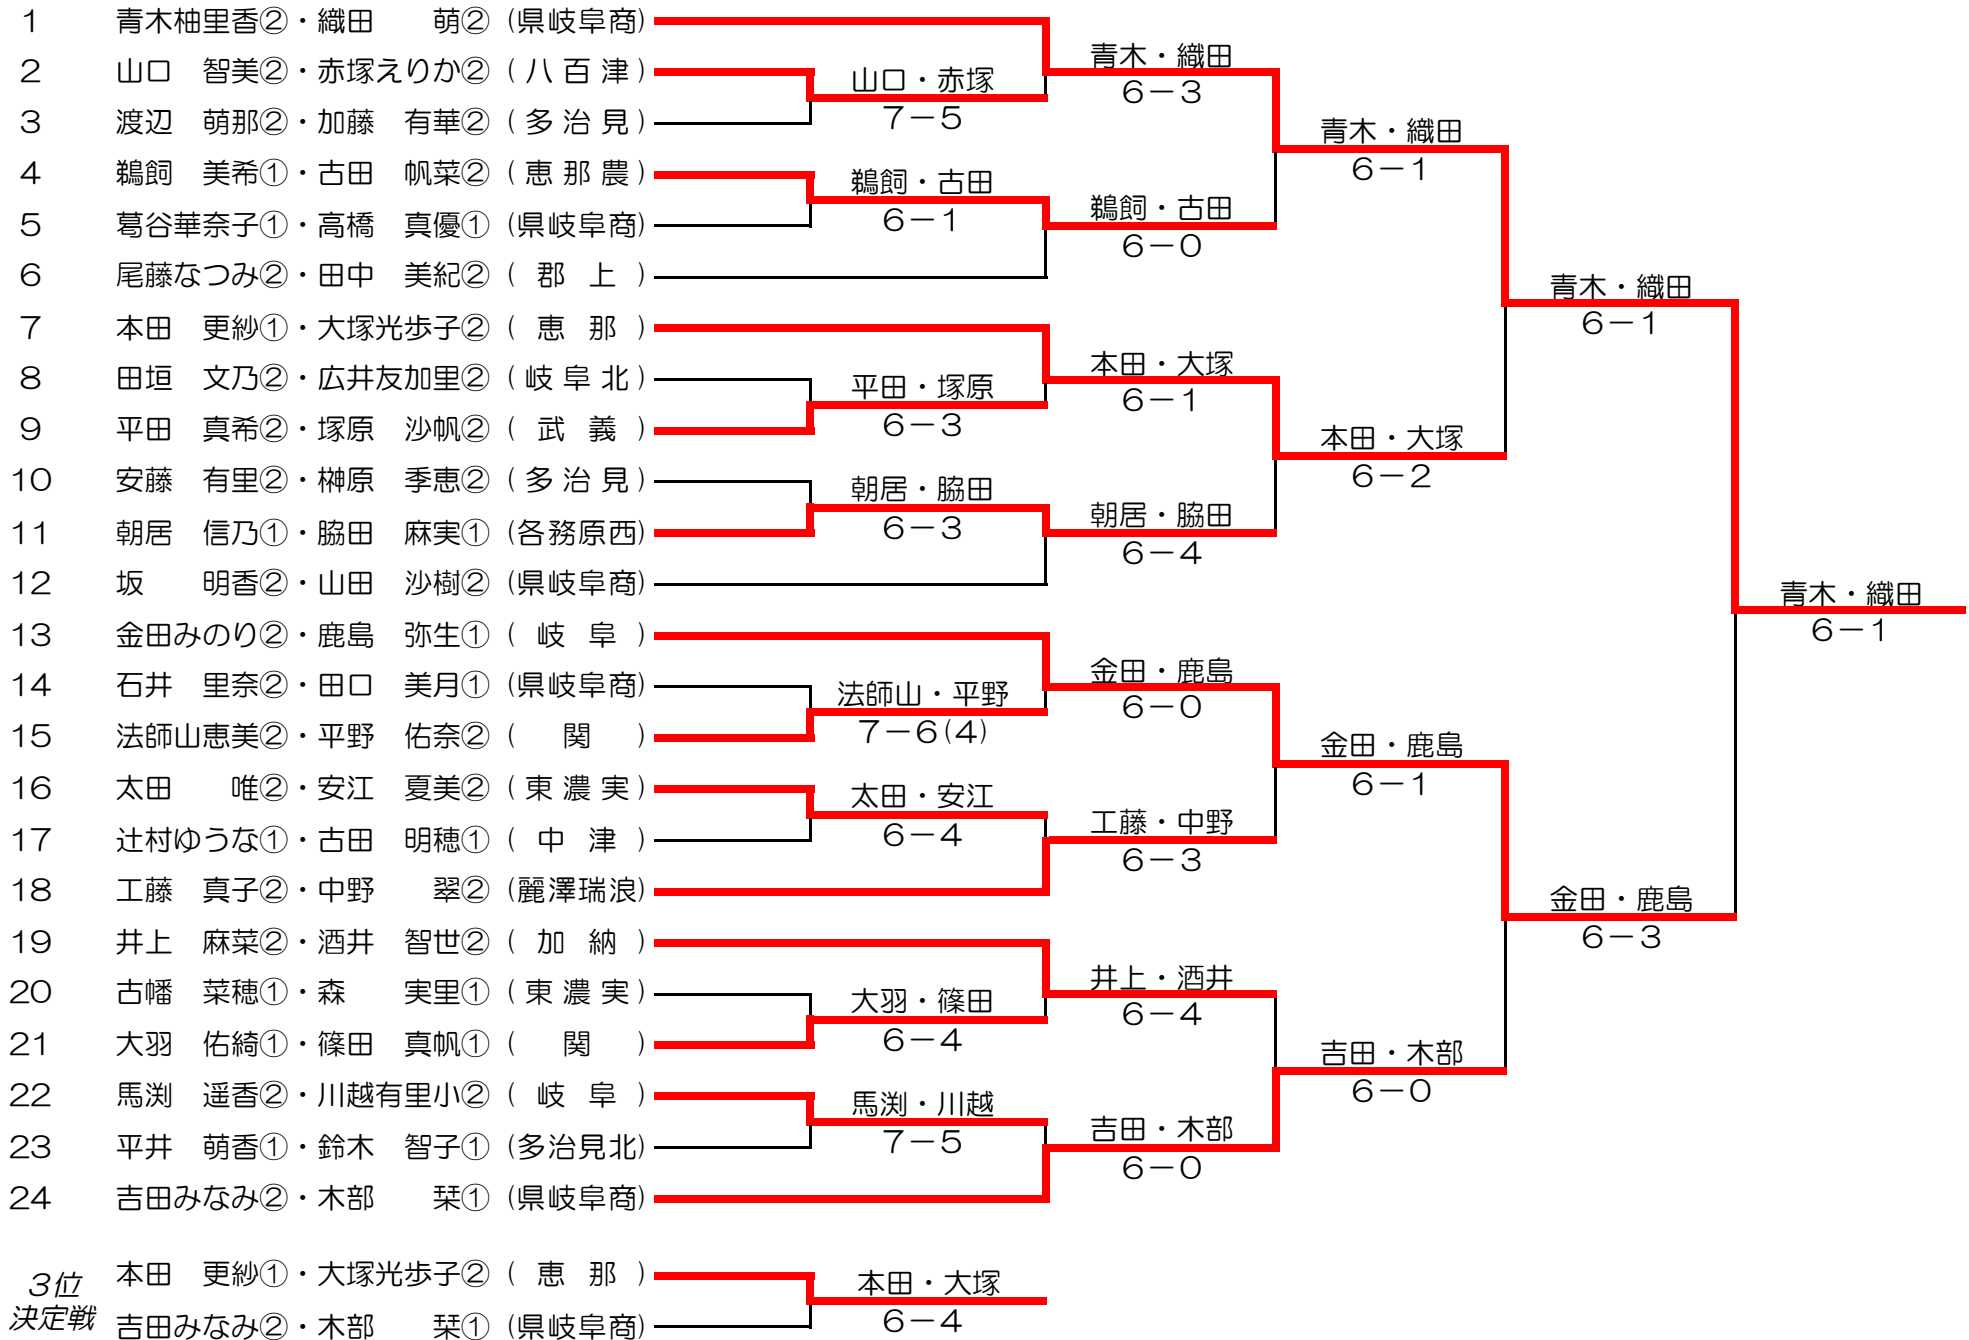 1 青木柚里香②・織田　萌② (県岐阜商)
2 山口　智美②・赤塚えりか② (八百津)
3 渡辺　萌那②・加藤　有華② (多治見)
4 鵜飼　美希①・古田　帆菜② (恵那農)
5 葛谷華奈子①・高橋　真優① (県岐阜商)
6 尾藤なつみ②・田中　美紀② (郡上)
7 本田　更紗①・大塚光歩子② (恵那)
8 田垣　文乃②・広井友加里② (岐阜北)
9 平田　真希②・塚原　沙帆② (武義)
10 安藤　有里②・榊原　季恵② (多治見)
11 朝居　信乃①・脇田　麻実① (各務原西)
12 坂　明香②・山田　沙樹② (県岐阜商)
13 金田みのり②・鹿島　弥生① (岐阜)
14 石井　里奈②・田口　美月① (県岐阜商)
15 法師山恵美②・平野　佑奈② (関)
16 太田　唯②・安江　夏美② (東濃実)
17 辻村ゆうな①・古田　明穂① (中津)
18 工藤　真子②・中野　翠② (麗澤瑞浪)
19 井上　麻菜②・酒井　智世② (加納)
20 古幡　菜穂①・森　実里① (東濃実)
21 大羽　佑綺①・篠田　真帆① (関)
22 馬渕　遥香②・川越有里小② (岐阜)
23 平井　萌香①・鈴木　智子① (多治見北)
24 吉田みなみ②・木部　栞① (県岐阜商)
山口・赤塚
7－5
鵜飼・古田
6－1
平田・塚原
6－3
朝居・脇田
6－3
法師山・平野
7－6(4)
太田・安江
6－4
大羽・篠田
6－4
馬渕・川越
7－5
青木・織田
6－3
鵜飼・古田
6－0
本田・大塚
6－1
朝居・脇田
6－4
金田・鹿島
6－0
工藤・中野
6－3
井上・酒井
6－4
吉田・木部
6－0
青木・織田
6－1
本田・大塚
6－2
金田・鹿島
6－1
吉田・木部
6－0
青木・織田
6－1
金田・鹿島
6－3
青木・織田
6－1
3位
決定戦
本田　更紗①・大塚光歩子② (恵那)
吉田みなみ②・木部　栞① (県岐阜商)
本田・大塚
6－4